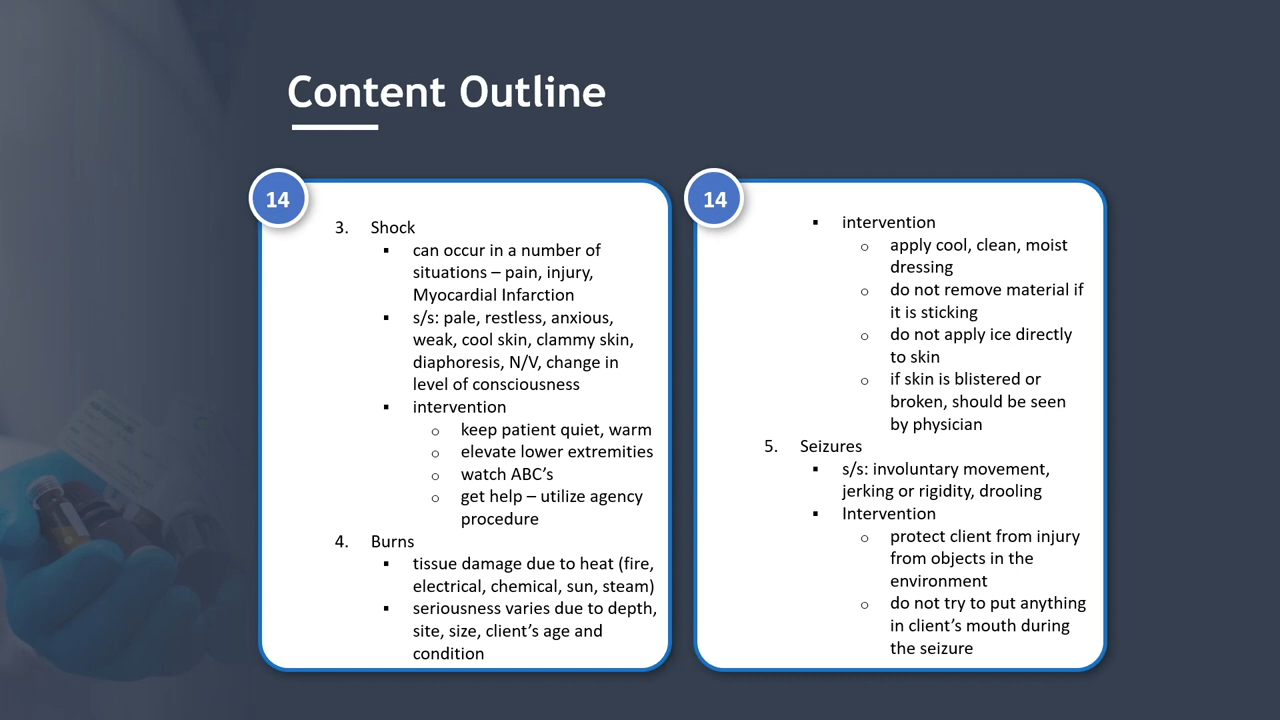 Content Outline
14
3. Shock
▪ can occur in a number of
situations – pain, injury,
Myocardial Infarction
▪ s/s: pale, restless, anxious,
weak, cool skin, clammy skin,
diaphoresis, N/V, change in
level of consciousness
▪ intervention
o keep patient quiet, warm
o elevate lower extremities
o watch ABC’s
o get help – utilize agency
procedure
4. Burns
▪ tissue damage due to heat (fire,
electrical, chemical, sun, steam)
▪ seriousness varies due to depth,
site, size, client’s age and
condition
14
▪ intervention
o apply cool, clean, moist
dressing
o do not remove material if
it is sticking
o do not apply ice directly
to skin
o if skin is blistered or
broken, should be seen
by physician
5. Seizures
▪ s/s: involuntary movement,
jerking or rigidity, drooling
▪ Intervention
o protect client from injury
from objects in the
environment
o do not try to put anything
in client’s mouth during
the seizure